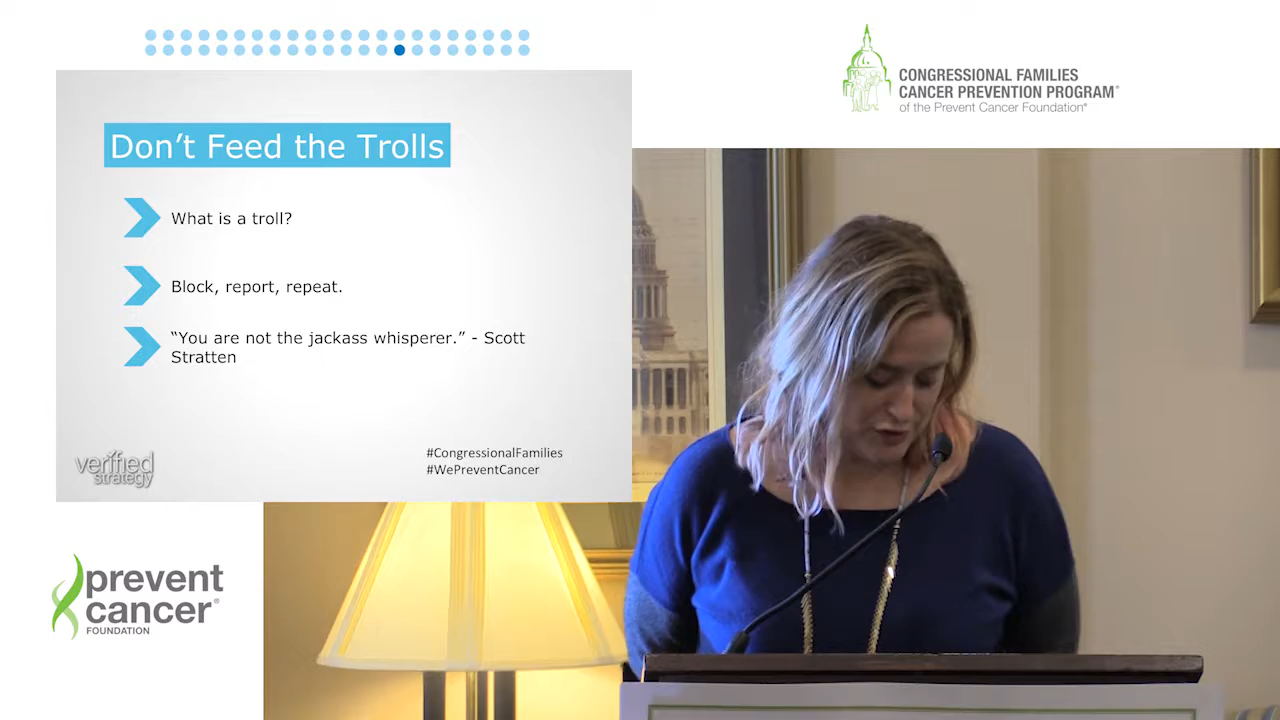 CONGRESSIONAL FAMILIES
CANCER PREVENTION PROGRAM®
of the Prevent Cancer Foundation®
Don’t Feed the Trolls
What is a troll?
Block, report, repeat.
“You are not the jackass whisperer.” - Scott
Stratten
verified
strategy
#CongressionalFamilies
#WePreventCancer
prevent
cancer®
FOUNDATION